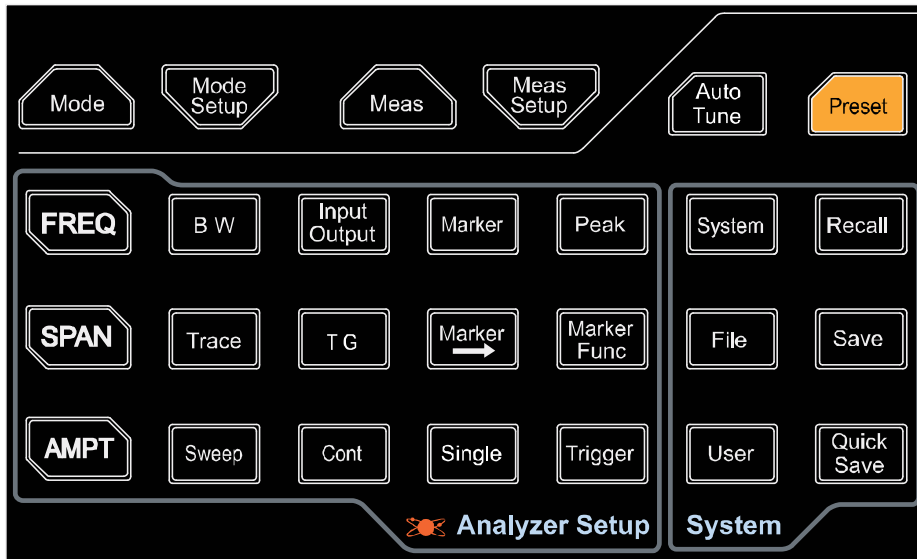 Mode
Mode
Setup
Meas
Meas
Setup
Auto
Tune
Preset
FREQ
B W
Input
Output
Marker
Peak
System
Recall
SPAN
Trace
T G
Marker
Marker
Func
File
Save
AMPT
Sweep
Cont
Single
Trigger
User
Quick
Save
Analyzer Setup
System